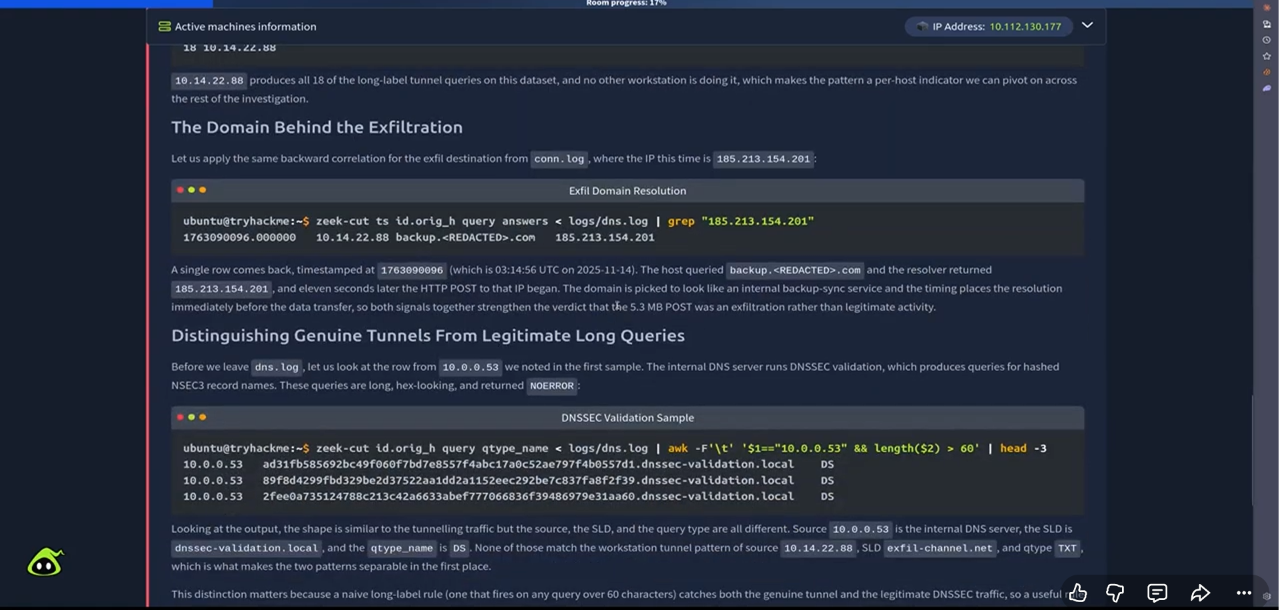 Room progress: 17%
Active machines information
IP Address: 10.112.130.177
18 10.14.22.88
10.14.22.88 produces all 18 of the long-label tunnel queries on this dataset, and no other workstation is doing it, which makes the pattern a per-host indicator we can pivot on across
the rest of the investigation.
The Domain Behind the Exfiltration
Let us apply the same backward correlation for the exfil destination from conn.log, where the IP this time is 185.213.154.201:
Exfil Domain Resolution
ubuntu@tryhackme:~$ zeek-cut ts id.orig_h query answers < logs/dns.log | grep "185.213.154.201"
1763090096.000000 10.14.22.88 backup.<REDACTED>.com 185.213.154.201
A single row comes back, timestamped at 1763090096 (which is 03:14:56 UTC on 2025-11-14). The host queried backup.<REDACTED>.com and the resolver returned
185.213.154.201, and eleven seconds later the HTTP POST to that IP began. The domain is picked to look like an internal backup-sync service and the timing places the resolution
immediately before the data transfer, so both signals together strengthen the verdict that the 5.3 MB POST was an exfiltration rather than legitimate activity.
Distinguishing Genuine Tunnels From Legitimate Long Queries
Before we leave dns.log, let us look at the row from 10.0.0.53 we noted in the first sample. The internal DNS server runs DNSSEC validation, which produces queries for hashed
NSEC3 record names. These queries are long, hex-looking, and returned NOERROR:
DNSSEC Validation Sample
ubuntu@tryhackme:~$ zeek-cut id.orig_h query qtype_name < logs/dns.log | awk -F'\t' '$1=="10.0.0.53" && length($2) > 60' | head -3
10.0.0.53 ad31fb585692bc49f060f7bd7e8557f4abc17a0c52ae797f4b0557d1.dnssec-validation.local DS
10.0.0.53 89f8d4299fbd329be2d37522aa1dd2a1152eec292be7c837fa8f2f39.dnssec-validation.local DS
10.0.0.53 2fee0a735124788c213c42a6633abef777066836f39486979e31aa60.dnssec-validation.local DS
Looking at the output, the shape is similar to the tunnelling traffic but the source, the SLD, and the query type are all different. Source 10.0.0.53 is the internal DNS server, the SLD is
dnssec-validation.local, and the qtype_name is DS. None of those match the workstation tunnel pattern of source 10.14.22.88, SLD exfil-channel.net, and qtype TXT,
which is what makes the two patterns separable in the first place.
This distinction matters because a naive long-label rule (one that fires on any query over 60 characters) catches both the genuine tunnel and the legitimate DNSSEC traffic, so a useful